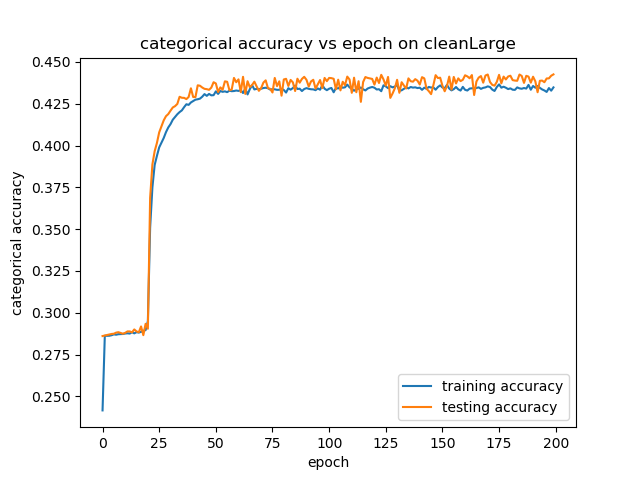 categorical accuracy vs epoch on cleanLarge
categorical accuracy
0.450
0.425
0.400
0.375
0.350
0.325
0.300
0.275
0.250
training accuracy
testing accuracy
0 25 50 75 100 125 150 175 200
epoch